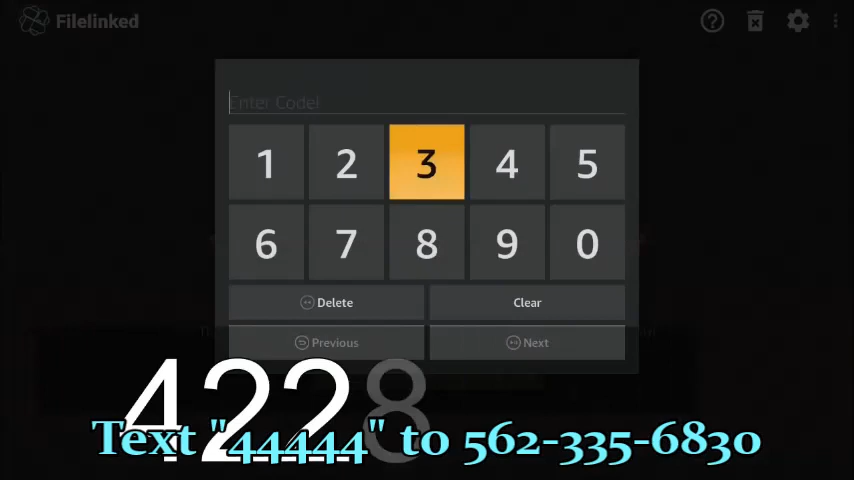 Filelinked
Enter Code!
1 2 3 4 5
6 7 8 9 0
Delete Clear
Previous Next
4228
Text "44444" to 562-335-6830